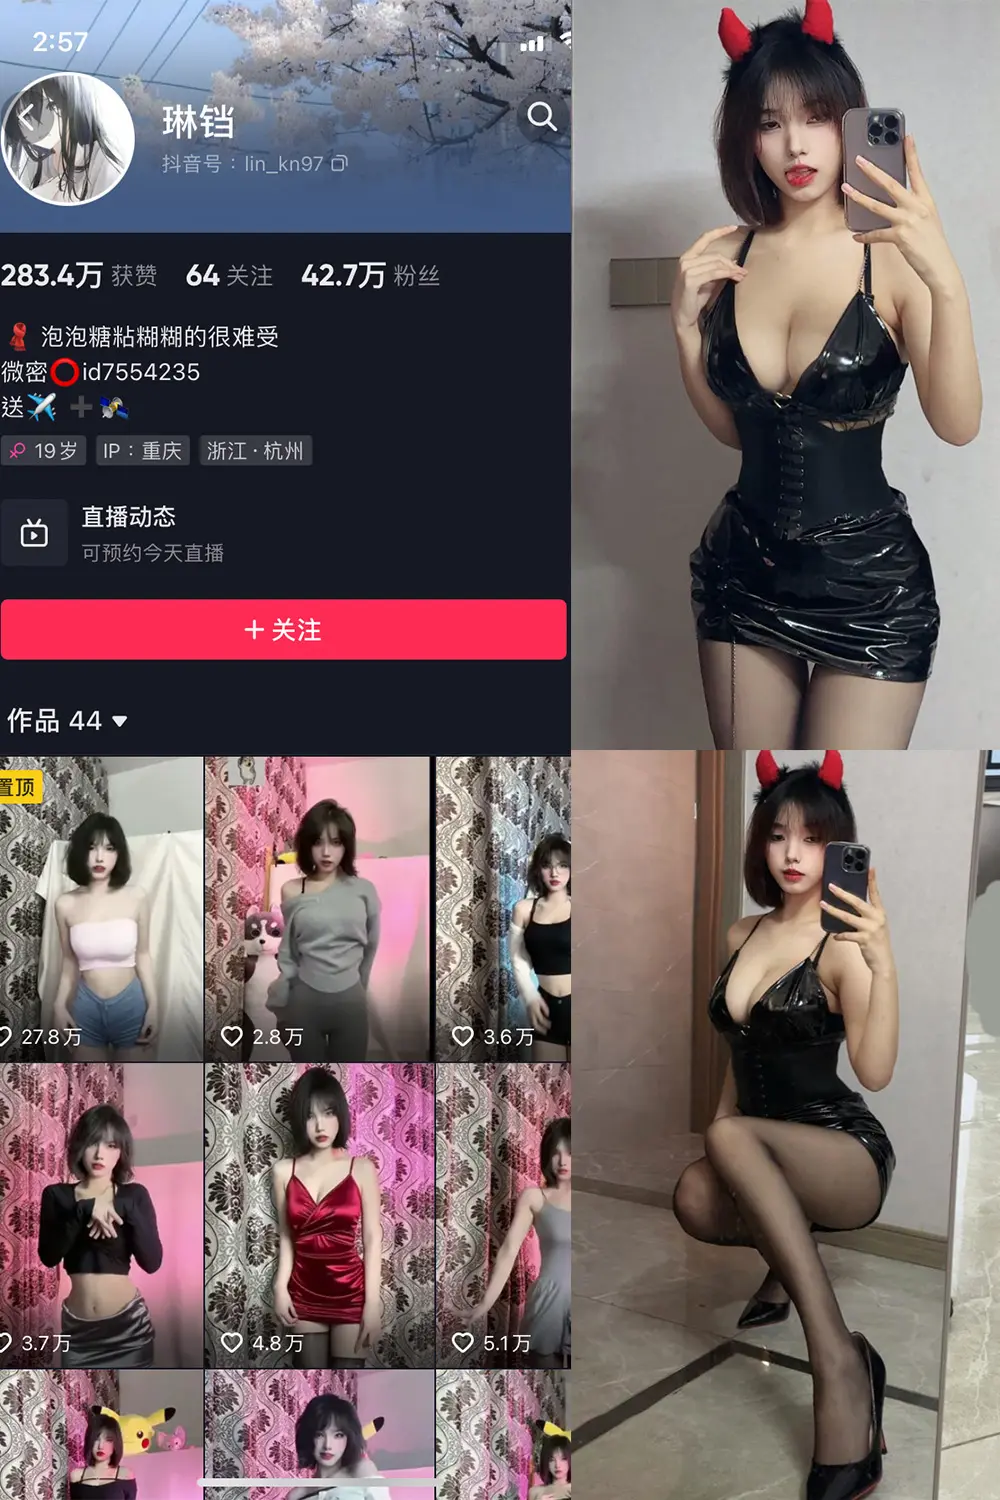 2:57
琳铛
抖音号：lin_kn97
283.4万 获赞 64 关注 42.7万 粉丝
泡泡糖粘糊糊的很难受
微密⭕id7554235
送✈️➕🛰️
19岁 IP：重庆 浙江·杭州
直播动态
可预约今天直播
+ 关注
作品 44
置顶
27.8万 2.8万 3.6万
3.7万 4.8万 5.1万